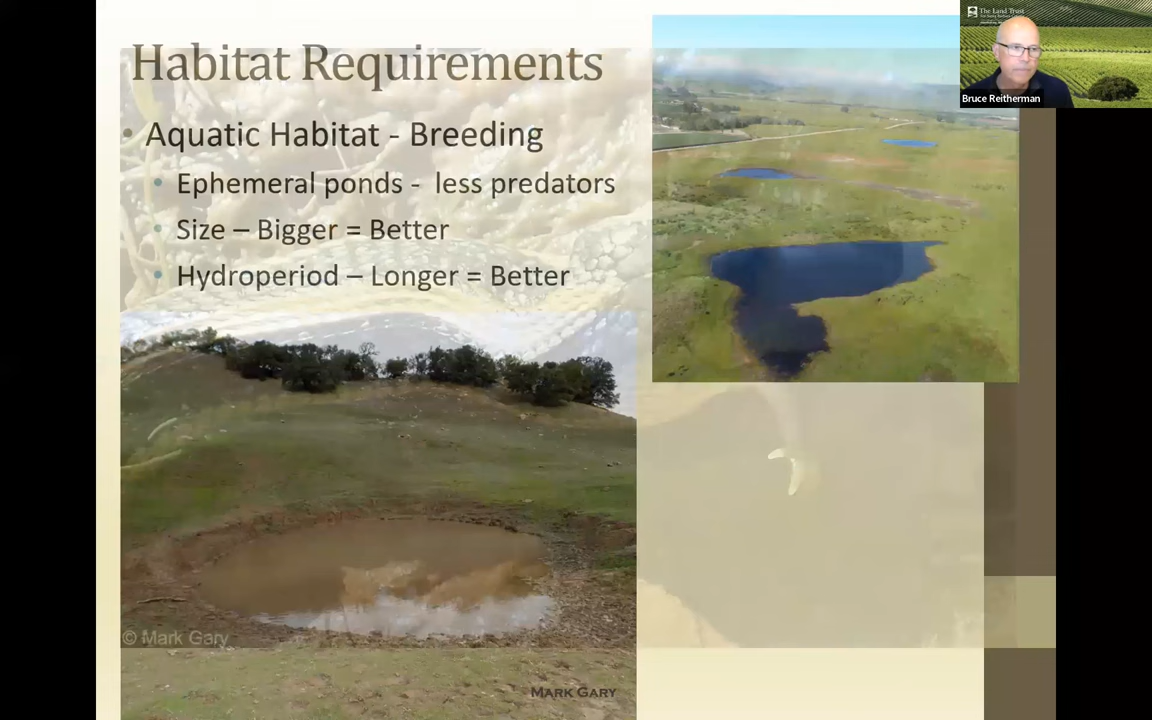 Habitat Requirements
• Aquatic Habitat - Breeding
• Ephemeral ponds - less predators
• Size – Bigger = Better
• Hydroperiod – Longer = Better
© Mark Gary
MARK GARY
The Land Trust
Bruce Reitherman